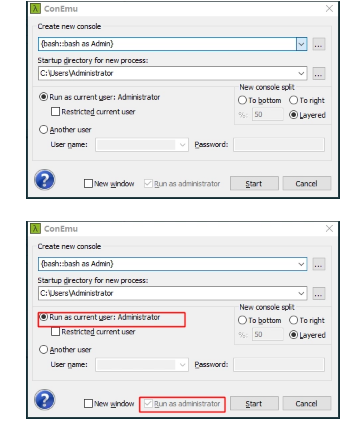 ConEmu
Create new console
{bash::bash as Admin}
...
Startup directory for new process:
C:\Users\Administrator
...
New console split
Run as current user: Administrator
To bottom To right
Restricted current user
%: 50 Layered
Another user
User name: Password:
? New window Run as administrator Start Cancel
ConEmu
Create new console
{bash::bash as Admin}
...
Startup directory for new process:
C:\Users\Administrator
...
New console split
Run as current user: Administrator
To bottom To right
Restricted current user
%: 50 Layered
Another user
User name: Password:
? New window Run as administrator Start Cancel